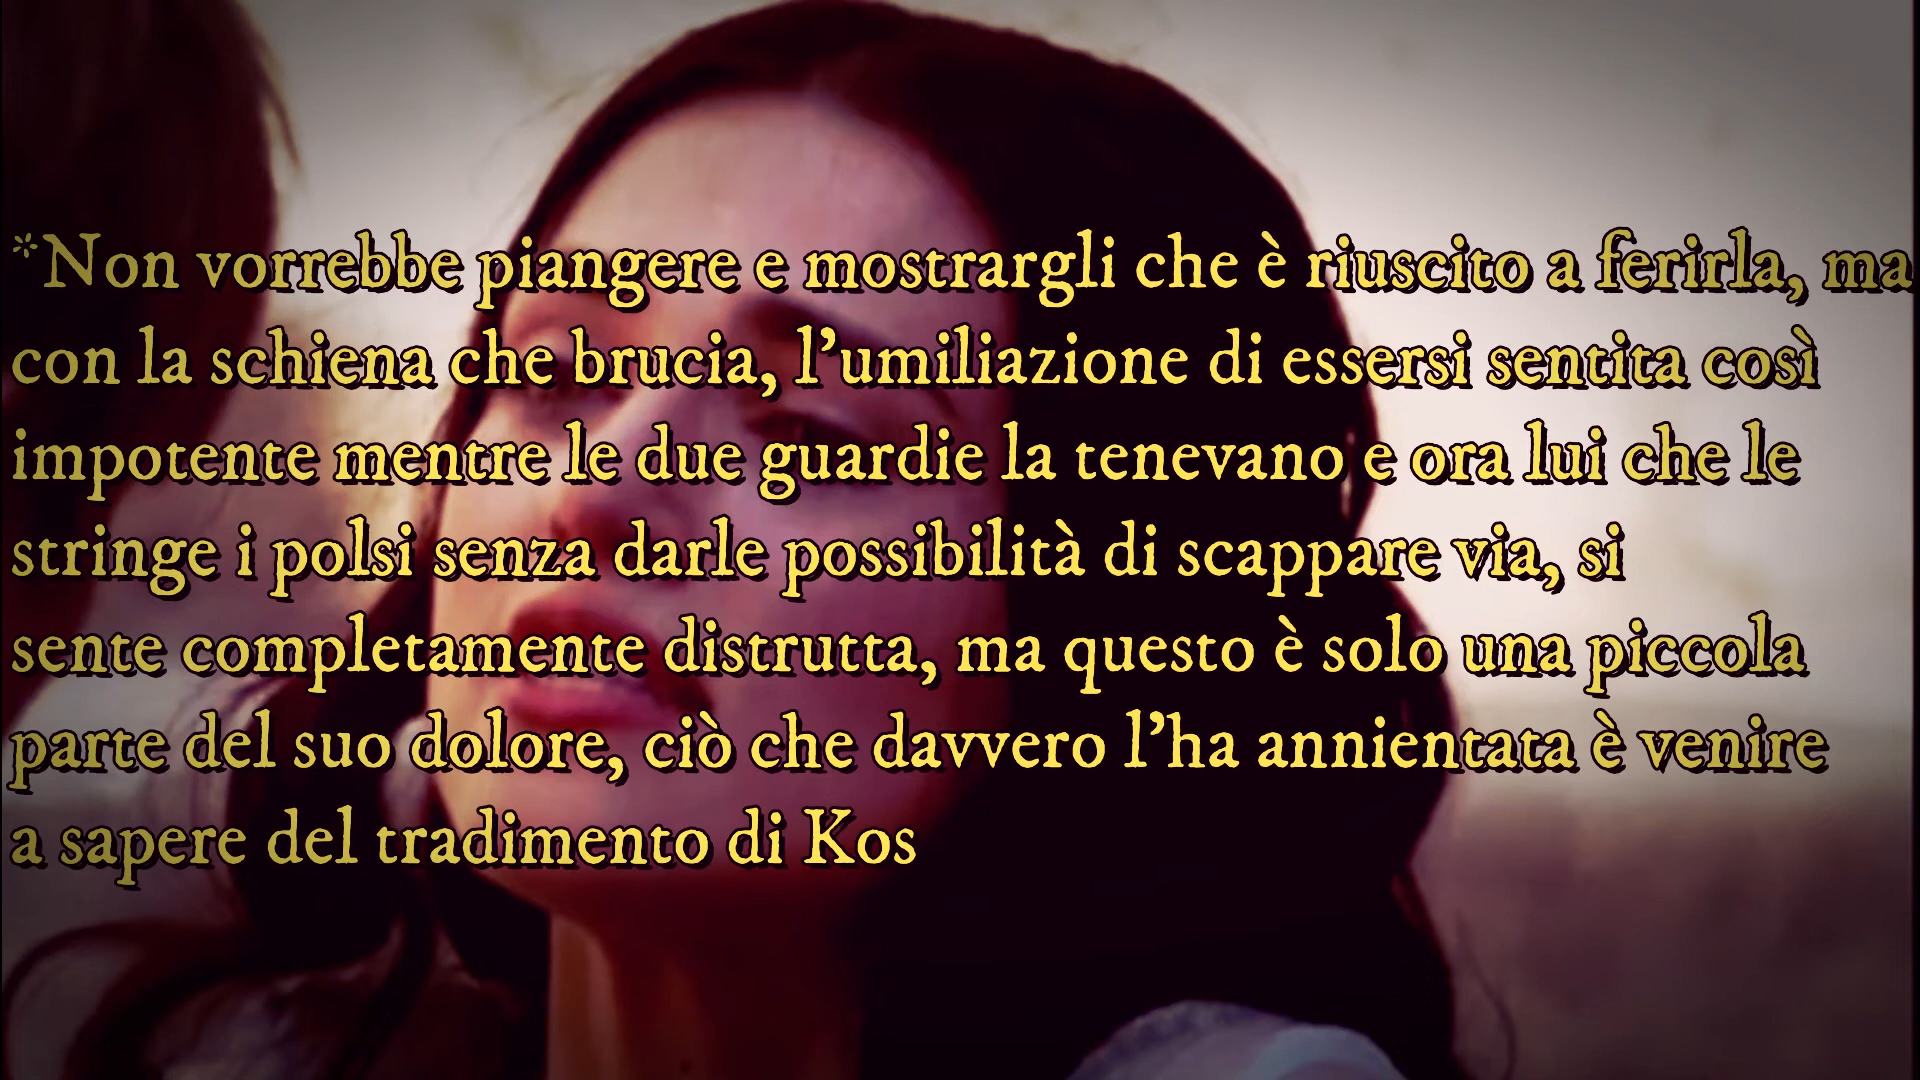 *Non vorrebbe piangere e mostrargli che è riuscito a ferirla, ma
con la schiena che brucia, l'umiliazione di essersi sentita così
impotente mentre le due guardie la tenevano e ora lui che le
stringe i polsi senza darle possibilità di scappare via, si
sente completamente distrutta, ma questo è solo una piccola
parte del suo dolore, ciò che davvero l'ha annientata è venire
a sapere del tradimento di Kos